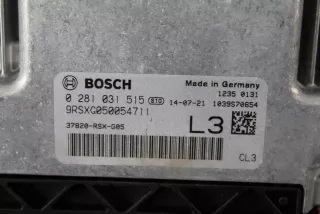 BOSCH
Made in Germany
1235 0131
0 281 031 515 STD 14-07-21 1039S70654
9RSXG050054711
37820-RSX-G05
L3
CL3